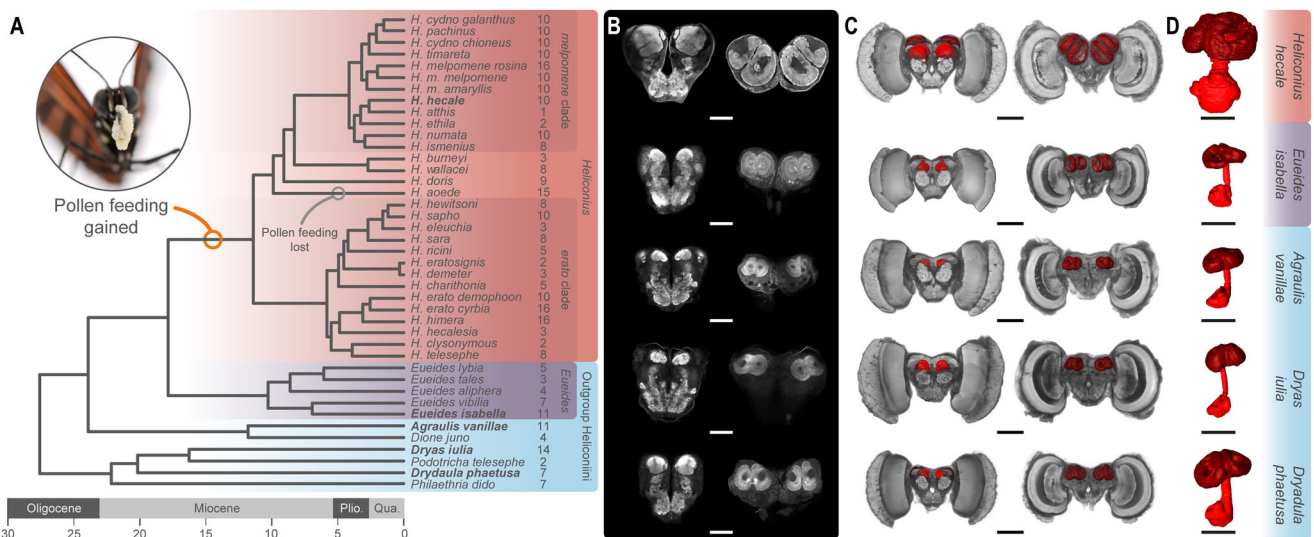 A
B
C
D
Pollen feeding
gained
Pollen feeding
lost
H. cydno galanthus 10
H. pachinus 10
H. cydno chioneus 10
H. timareta 10
H. melpomene rosina 16
H. m. melpomene 10
H. m. amaryllis 10
H. hecale 10
H. atthis 1
H. ethila 2
H. numata 10
H. ismenius 8
H. burneyi 3
H. wallacei 8
H. doris 9
H. aoede 15
H. hewitsoni 8
H. sapho 10
H. eleuchia 3
H. sara 8
H. ricini 5
H. eratosignis 2
H. demeter 3
H. charithonia 5
H. erato demophoon 10
H. erato cyrbia 16
H. himera 16
H. hecalesia 3
H. clysonymous 2
H. telesephe 8
Eueides lybia 5
Eueides tales 3
Eueides aliphera 4
Eueides vibilia 7
Eueides isabella 11
Agraulis vanillae 11
Dione juno 4
Dryas iulia 14
Podotricha telesephe 2
Drydaula phaetusa 7
Philaethria dido 7
melpomene clade
erato clade
Heliconius
Eueides
Outgroup Heliconiini
Oligocene Miocene Plio. Qua.
30 25 20 15 10 5 0
Heliconius
hecale
Eueides
isabella
Agraulis
vanillae
Dryas
iulia
Dryadula
phaetusa